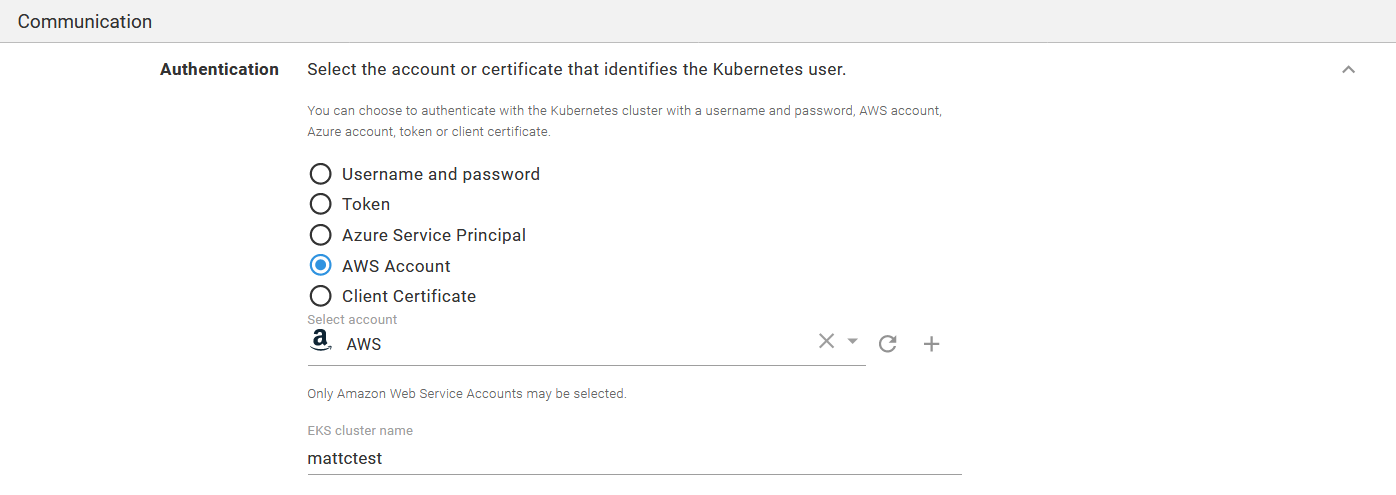 Communication
Authentication
Select the account or certificate that identifies the Kubernetes user.
You can choose to authenticate with the Kubernetes cluster with a username and password, AWS account,
Azure account, token or client certificate.
Username and password
Token
Azure Service Principal
AWS Account
Client Certificate
Select account
a AWS
Only Amazon Web Service Accounts may be selected.
EKS cluster name
mattctest